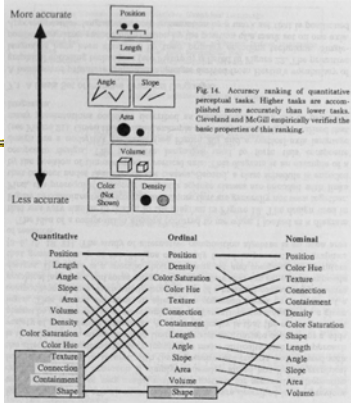 More accurate
Position
Length
Angle
Slope
Area
Volume
Color
(Not
Shown)
Density
Less accurate
Fig. 14. Accuracy ranking of quantitative
perceptual tasks. Higher tasks are accom-
plished more accurately than lower tasks.
Cleveland and McGill empirically verified the
basic properties of this ranking.
Quantitative
Position
Length
Angle
Slope
Area
Volume
Density
Color Saturation
Color Hue
Texture
Connection
Containment
Shape
Ordinal
Position
Density
Color Saturation
Color Hue
Texture
Connection
Containment
Length
Angle
Slope
Area
Volume
Shape
Nominal
Position
Color Hue
Texture
Connection
Containment
Density
Color Saturation
Shape
Length
Angle
Slope
Area
Volume